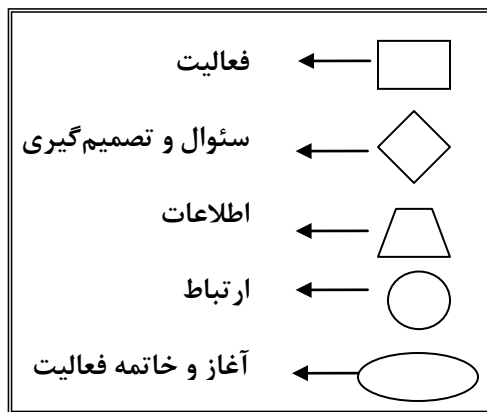 فعالیت
سئوال و تصمیم‌گیری
اطلاعات
ارتباط
آغاز و خاتمه فعالیت